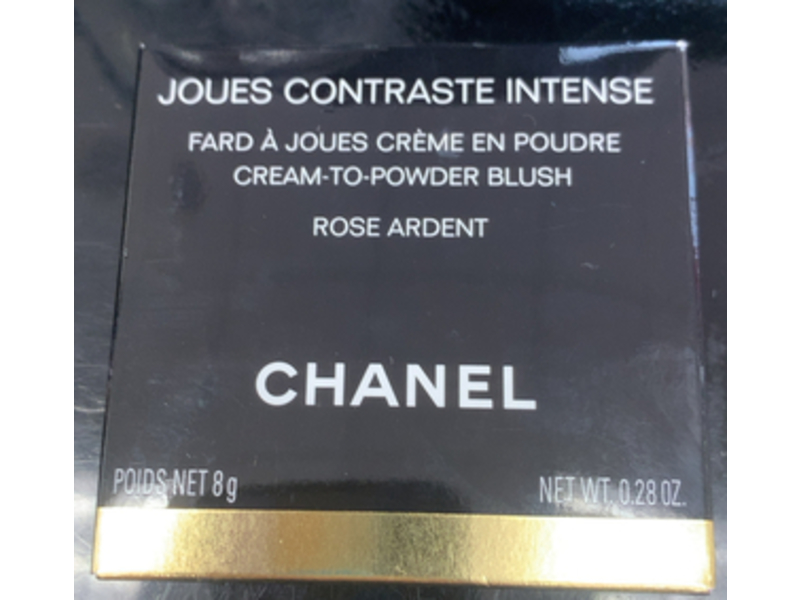 JOUES CONTRASTE INTENSE
FARD À JOUES CRÈME EN POUDRE
CREAM-TO-POWDER BLUSH
ROSE ARDENT
CHANEL
POIDS NET 8 g NET WT. 0.28 OZ.